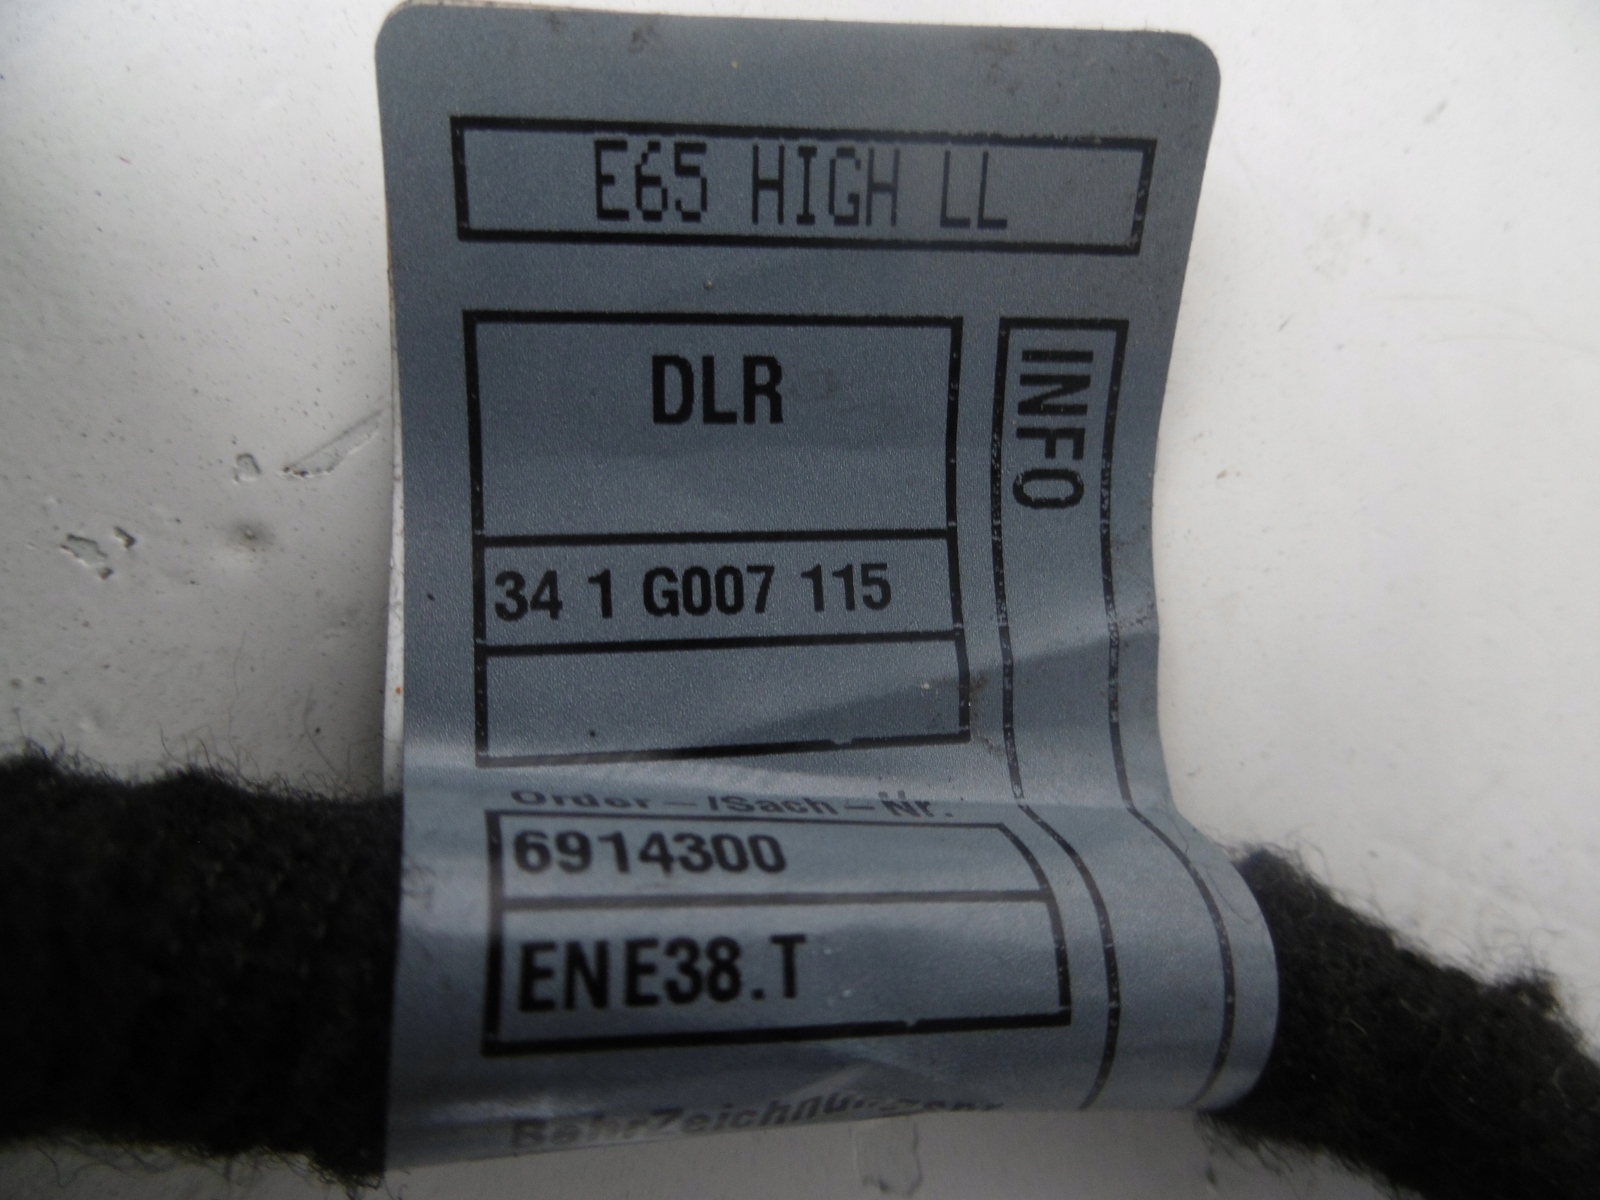 E65 HIGH LL
DLR
INFO
34 1 G007 115
Order-/Sach-Nr.
6914300
ENE38.T